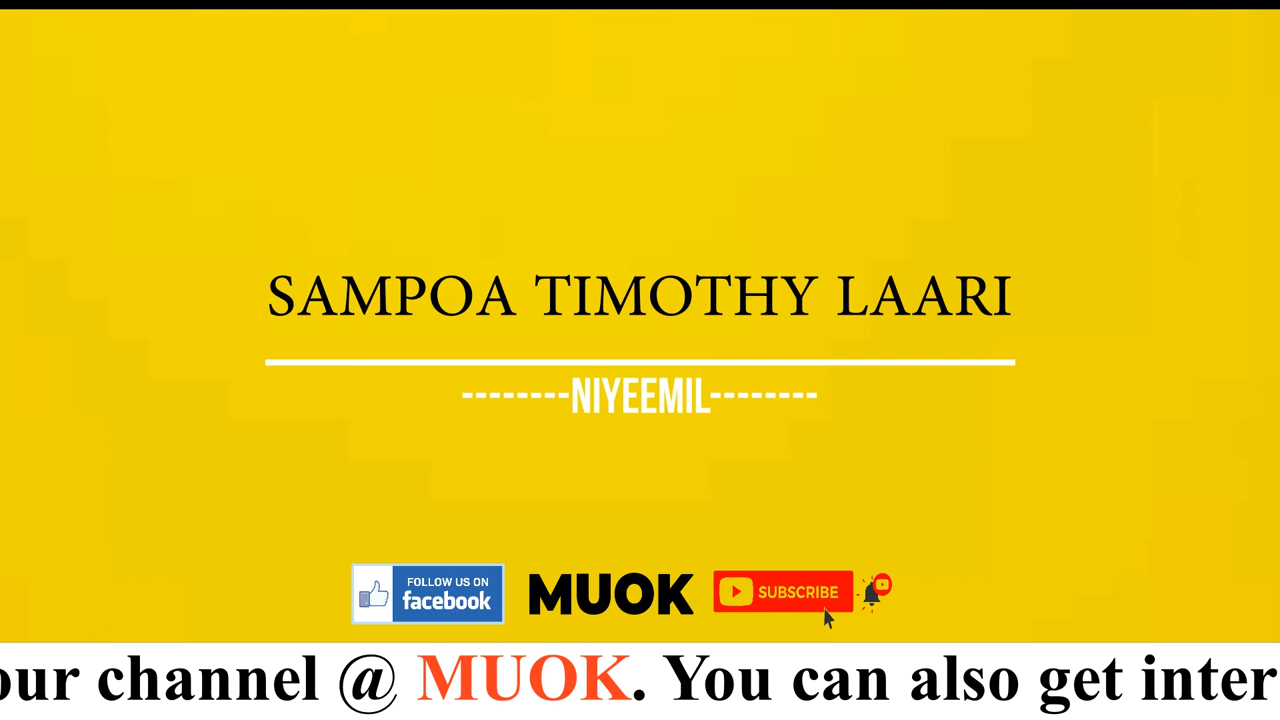 SAMPOA TIMOTHY LAARI
--------NIYEEMIL--------
FOLLOW US ON
facebook
MUOK
SUBSCRIBE
our channel @ MUOK. You can also get inter